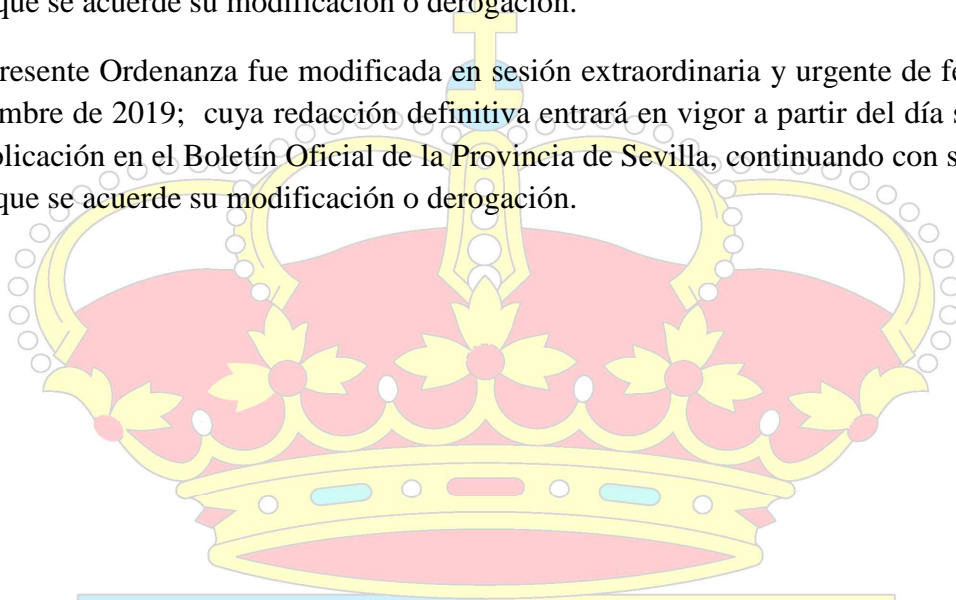 que se acuerde su modificación o derogación.
resente Ordenanza fue modificada en sesión extraordinaria y urgente de fe
mbre de 2019; cuya redacción definitiva entrará en vigor a partir del día s
licación en el Boletín Oficial de la Provincia de Sevilla, continuando con s
que se acuerde su modificación o derogación.